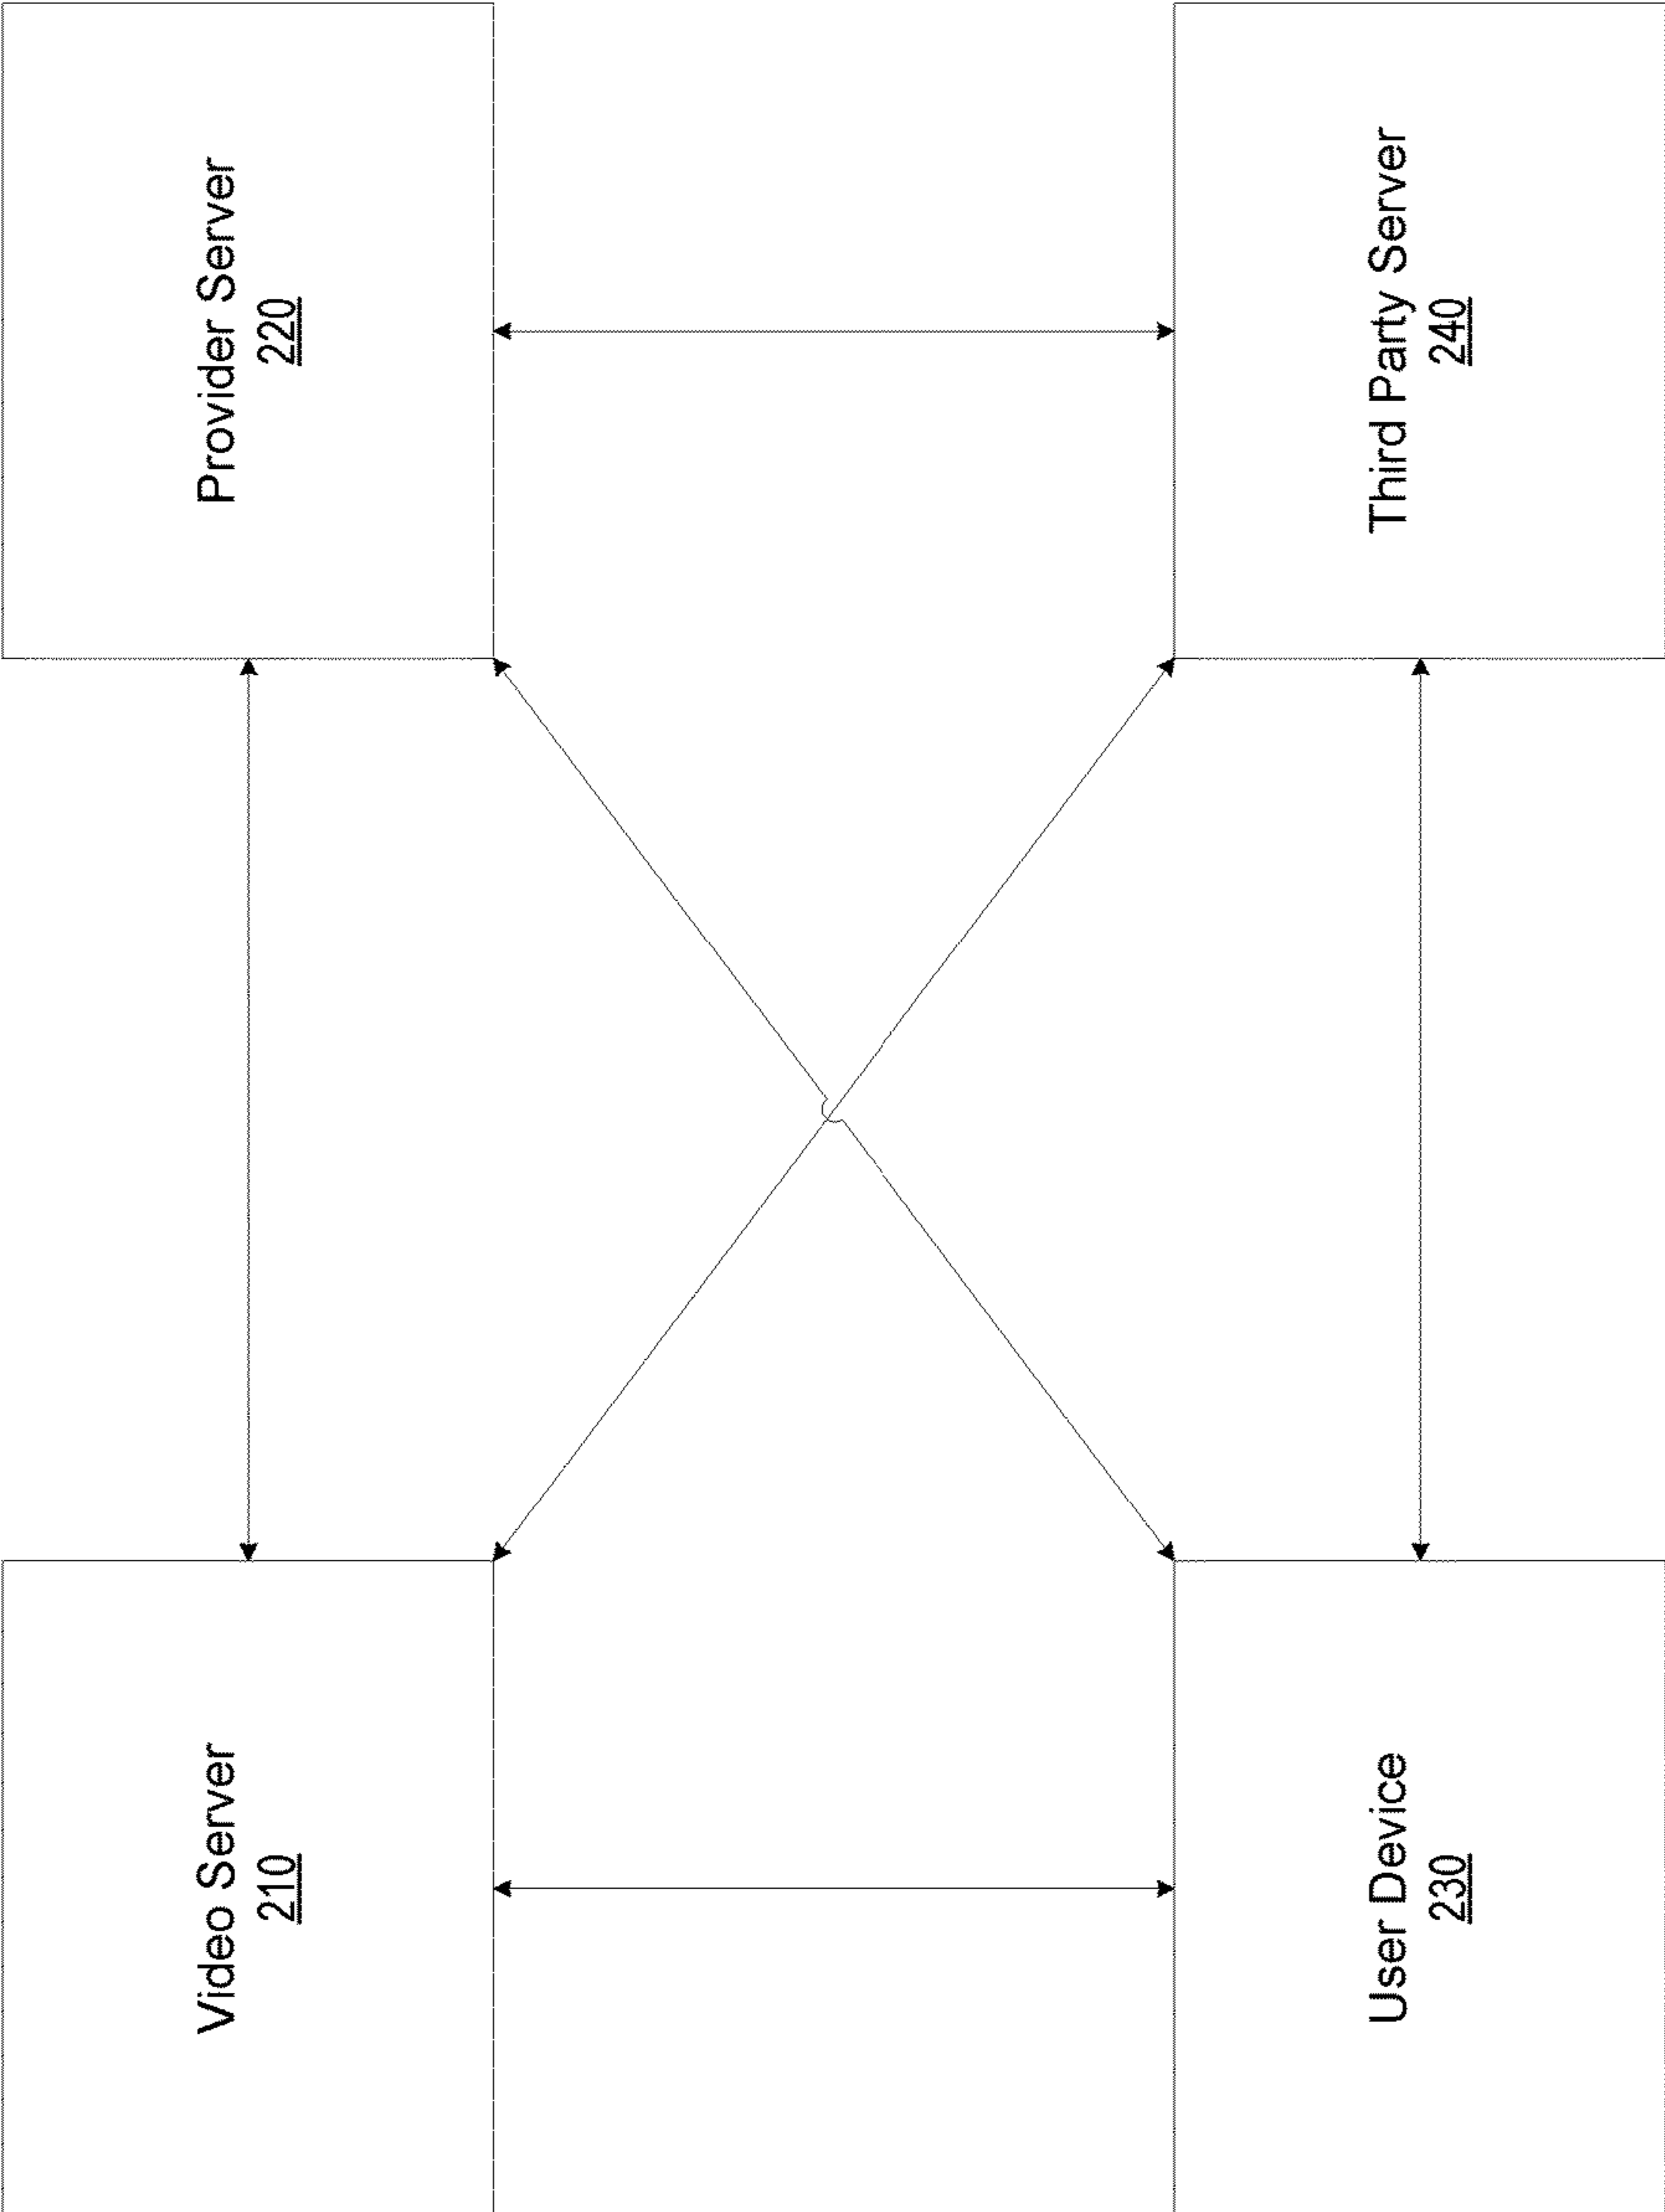 Video Server
210
Provider Server
220
User Device
230
Third Party Server
240